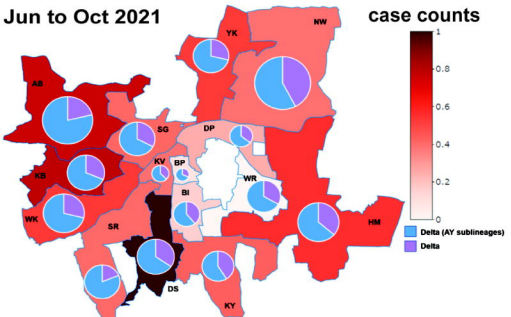 Jun to Oct 2021
case counts
YK
NW
1
AB
0.8
SG
DP
0.6
KV
BP
KB
0.4
WR
BI
0.2
WK
SR
HM
0
Delta (AY sublineages)
Delta
DS
KY